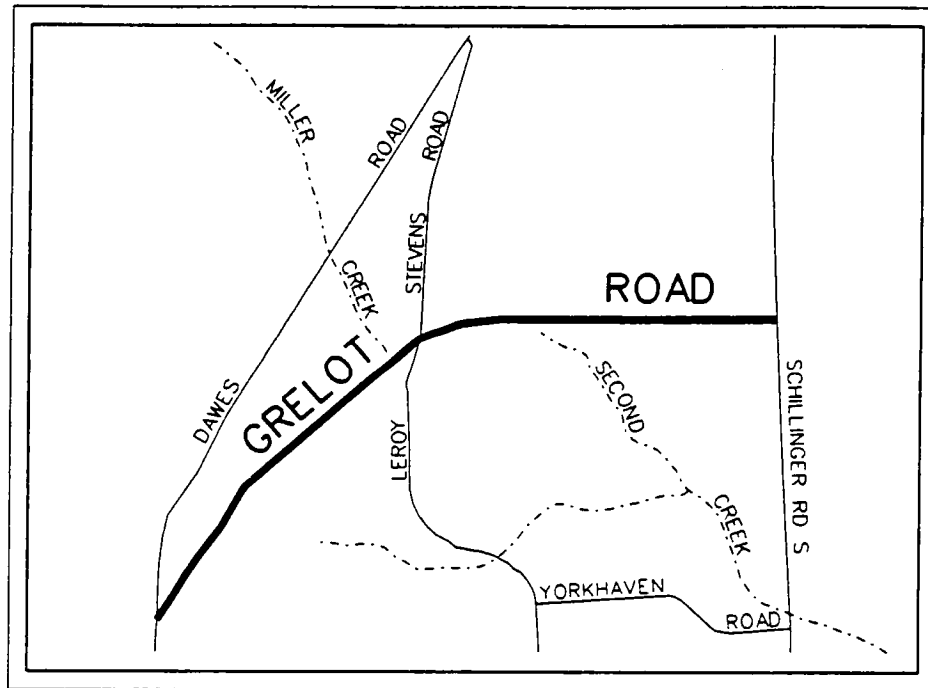 MILLER
CREEK
DAWES ROAD
LEROY STEVENS ROAD
GRELOT ROAD
SECOND CREEK
SCHILLINGER RD S
YORKHAVEN ROAD